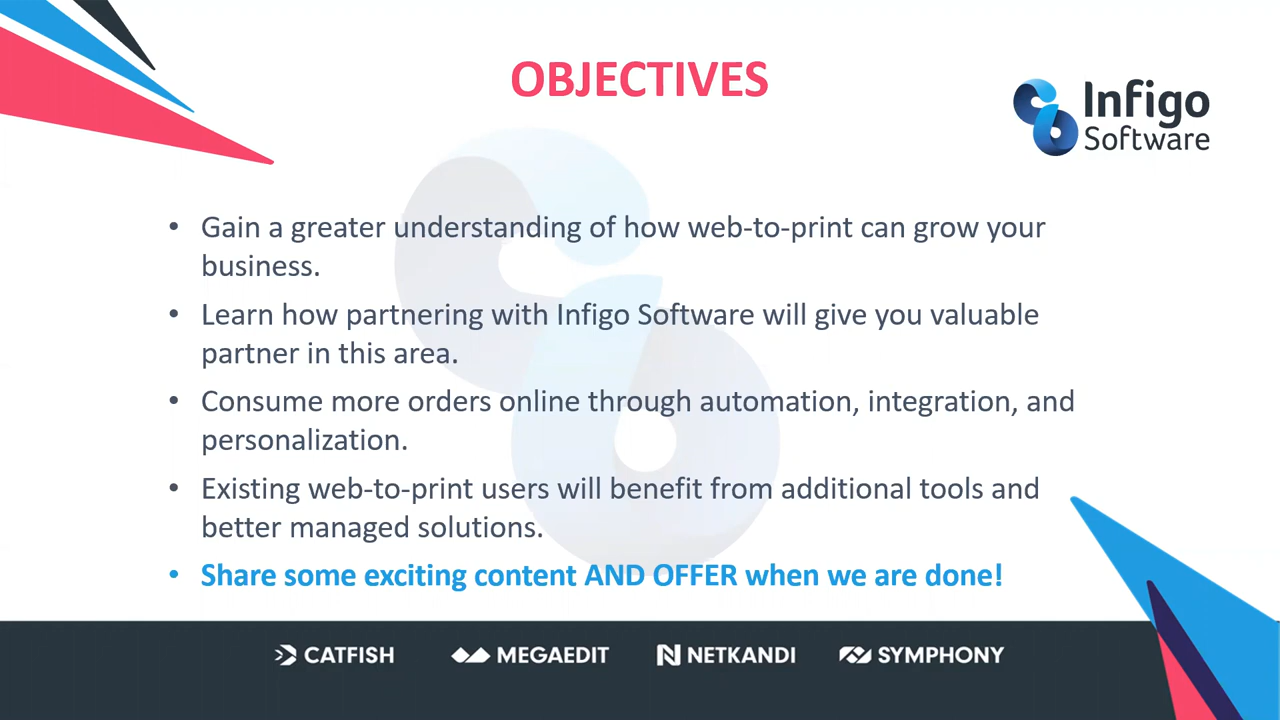 OBJECTIVES
Infigo
Software
• Gain a greater understanding of how web-to-print can grow your
business.
• Learn how partnering with Infigo Software will give you valuable
partner in this area.
• Consume more orders online through automation, integration, and
personalization.
• Existing web-to-print users will benefit from additional tools and
better managed solutions.
• Share some exciting content AND OFFER when we are done!
CATFISH MEGAEDIT NETKANDI SYMPHONY